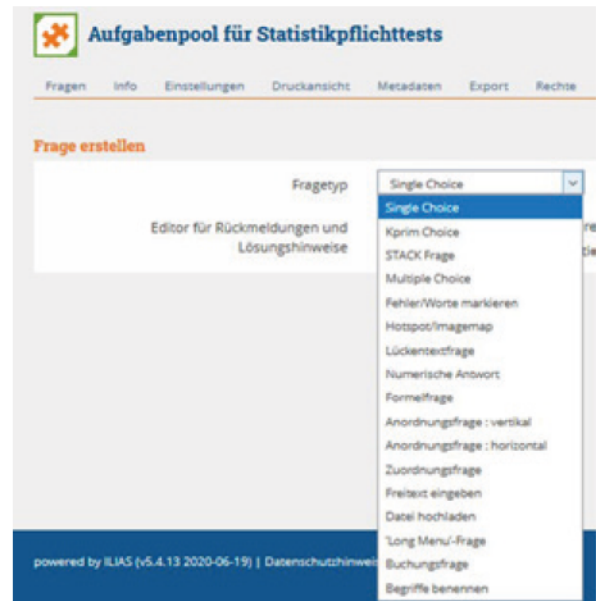 Aufgabenpool für Statistikpflichttests
Fragen Info Einstellungen Druckansicht Metadaten Export Rechte
Frage erstellen
Fragetyp
Single Choice
Editor für Rückmeldungen und
Lösungshinweise
Single Choice
Kprim Choice
STACK Frage
Multiple Choice
Fehler/Worte markieren
Hotspot/Imagemap
Lückentextfrage
Numerische Antwort
Formelfrage
Anordnungsfrage : vertikal
Anordnungsfrage : horizontal
Zuordnungsfrage
Freitext eingeben
Datei hochladen
'Long Menu'-Frage
Buchungsfrage
Begriffe benennen
powered by ILIAS (v5.4.13 2020-06-19) | Datenschutzhinwei